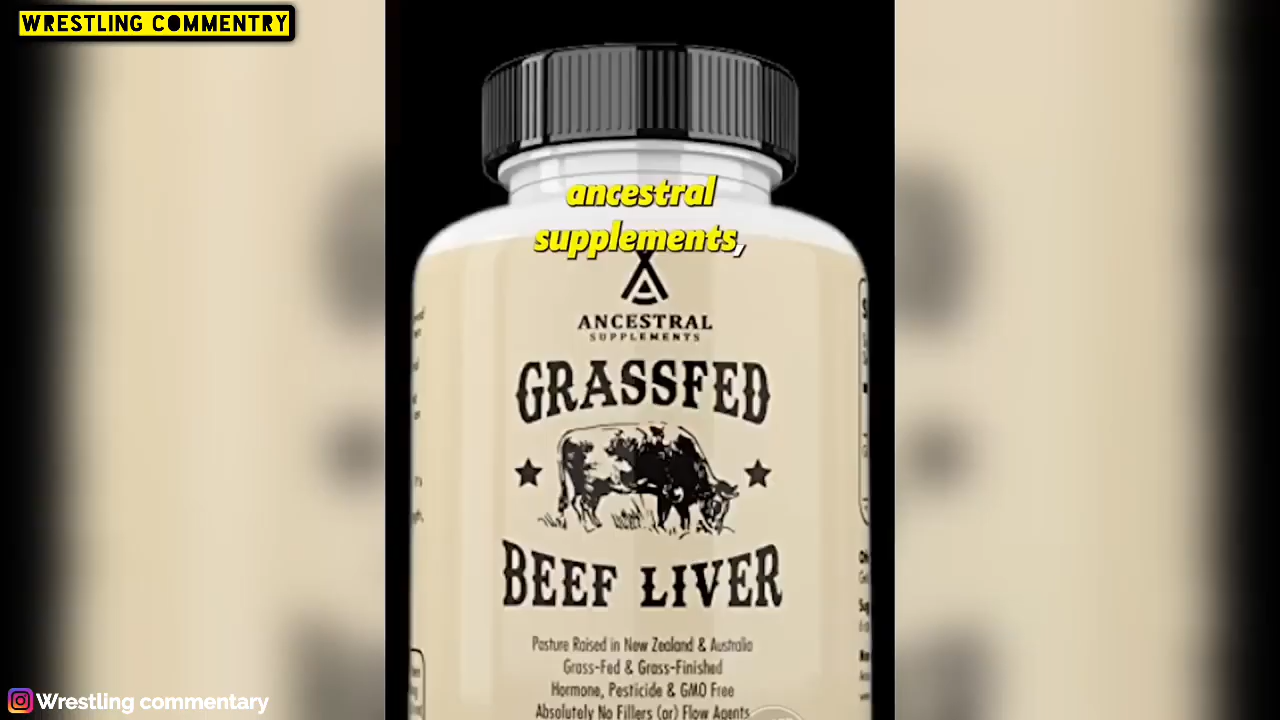 WRESTLING COMMENTRY
ancestral
supplements,
ANCESTRAL
SUPPLEMENTS
GRASSFED
BEEF LIVER
Pasture Raised in New Zealand & Australia
Grass-Fed & Grass-Finished
Hormone, Pesticide & GMO Free
Absolutely No Fillers (or) Flow Agents
Wrestling commentary